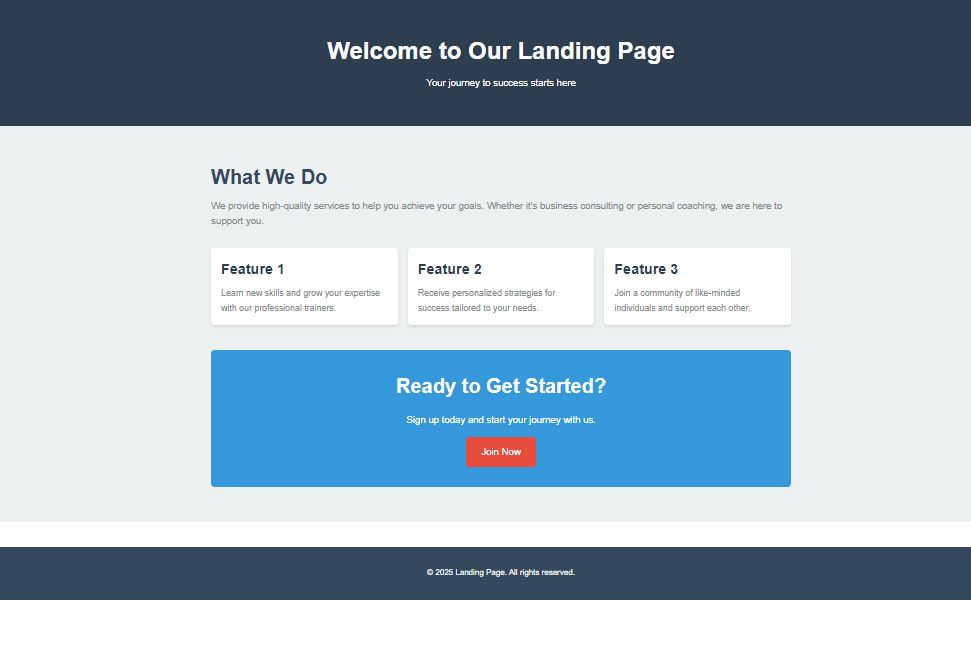 Welcome to Our Landing Page
Your journey to success starts here
What We Do
We provide high-quality services to help you achieve your goals. Whether it's business consulting or personal coaching, we are here to
support you.
Feature 1
Learn new skills and grow your expertise
with our professional trainers.
Feature 2
Receive personalized strategies for
success tailored to your needs.
Feature 3
Join a community of like-minded
individuals and support each other.
Ready to Get Started?
Sign up today and start your journey with us.
Join Now
© 2025 Landing Page. All rights reserved.